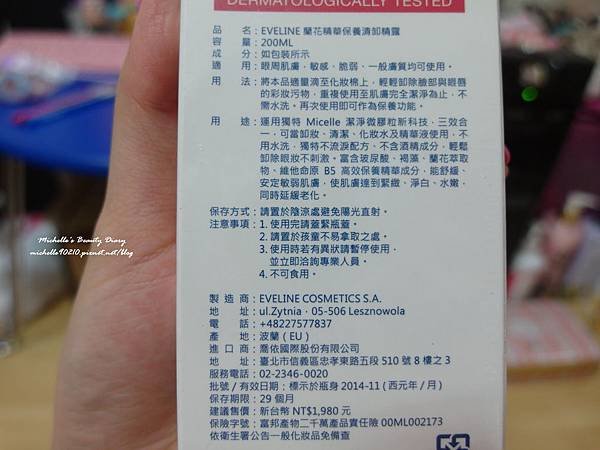 DERMATOLOGICALLY TESTED
品　名：EVELINE 蘭花精華保養清卸精露
容　量：200ML
成　分：如包裝所示
適　用：眼周肌膚，敏感、脆弱、一般膚質均可使用。
用　法：將本品適量滴至化妝棉上，輕輕卸除臉部與眼唇
的彩妝污物，重複使用至肌膚完全潔淨為止，不
需水洗。再次使用即可作為保養功能。
用　途：運用獨特 Micelle 潔淨微膠粒新科技，三效合
一，可當卸妝、清潔、化妝水及精華液使用，不
用水洗，獨特不流淚配方、不含酒精成分，輕鬆
卸除眼妝不刺激。富含玻尿酸、褐藻、蘭花萃取
物、維他命原 B5 高效保養精華成分，能舒緩、
安定敏弱肌膚，使肌膚達到緊緻、淨白、水嫩，
同時延緩老化。
保存方式：請置於陰涼處避免陽光直射。
注意事項：1. 使用完請蓋緊瓶蓋。
2. 請置於孩童不易拿取之處。
3. 使用時若有異狀請暫停使用，
並立即洽詢專業人員。
4. 不可食用。
Michelle's Beauty Diary
michelle90210.pixnet.net/blog
製 造 商：EVELINE COSMETICS S.A.
地　址：ul.Zytnia，05-506 Lesznowola
電　話：+48227577837
產　地：波蘭 ( EU )
進 口 商：喬依國際股份有限公司
地　址：臺北市信義區忠孝東路五段 510 號 8 樓之 3
服務電話：02-2346-0020
批號 / 有效日期：標示於瓶身 2014-11 ( 西元年 / 月 )
保存期限：29 個月
建議售價：新台幣 NT$1,980 元
保險字號：富邦產物二千萬產品責任險 00ML002173
依衛生署公告一般化妝品免備查